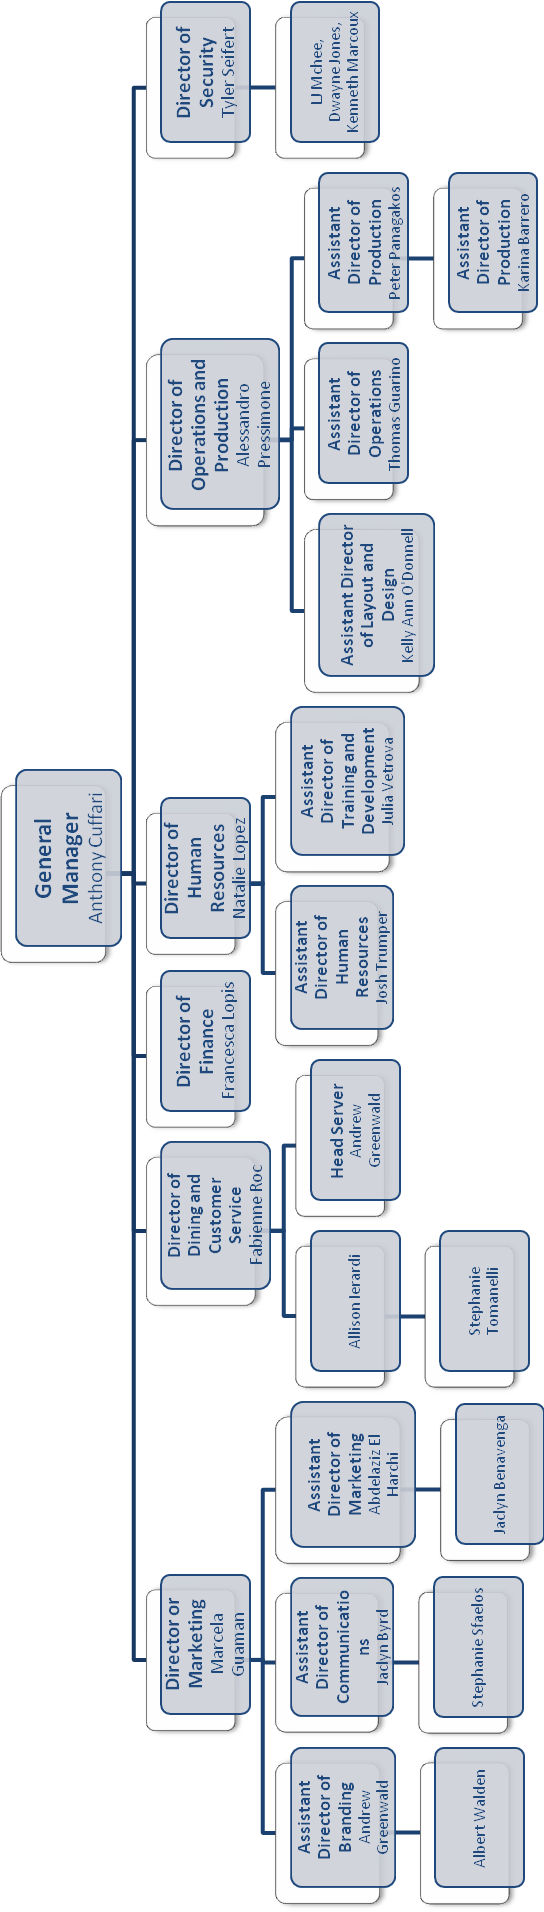 General
Manager
Anthony Cuffari
Director or
Marketing
Marcela
Guaman
Assistant
Director of
Branding
Andrew
Greenwald
Albert Walden
Assistant
Director of
Communicatio
ns
Jaclyn Byrd
Stephanie Sfaelos
Assistant
Director of
Marketing
Abdelaziz El
Harchi
Jaclyn Benavenga
Director of
Dining and
Customer
Service
Fabienne Roc
Allison Ierardi
Stephanie
Tomanelli
Head Server
Andrew
Greenwald
Director of
Finance
Francesca Lopis
Director of
Human
Resources
Natalie Lopez
Assistant
Director of
Human
Resources
Josh Trumper
Assistant
Director of
Training and
Development
Julia Vetrova
Director of
Operations and
Production
Alessandro
Pressimone
Assistant Director
of Layout and
Design
Kelly Ann O'Donnell
Assistant
Director of
Operations
Thomas Guarino
Assistant
Director of
Production
Peter Panagakos
Assistant
Director of
Production
Karina Barrero
Director of
Security
Tyler Seifert
LJ Mchee,
Dwayne Jones,
Kenneth Marcoux